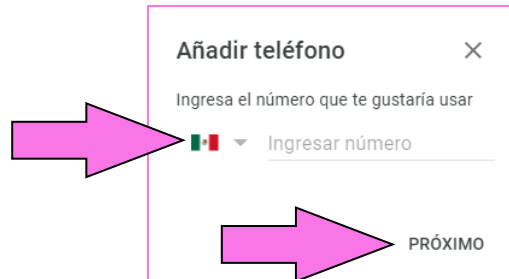 Añadir teléfono
Ingresa el número que te gustaría usar
Ingresar número
PRÓXIMO